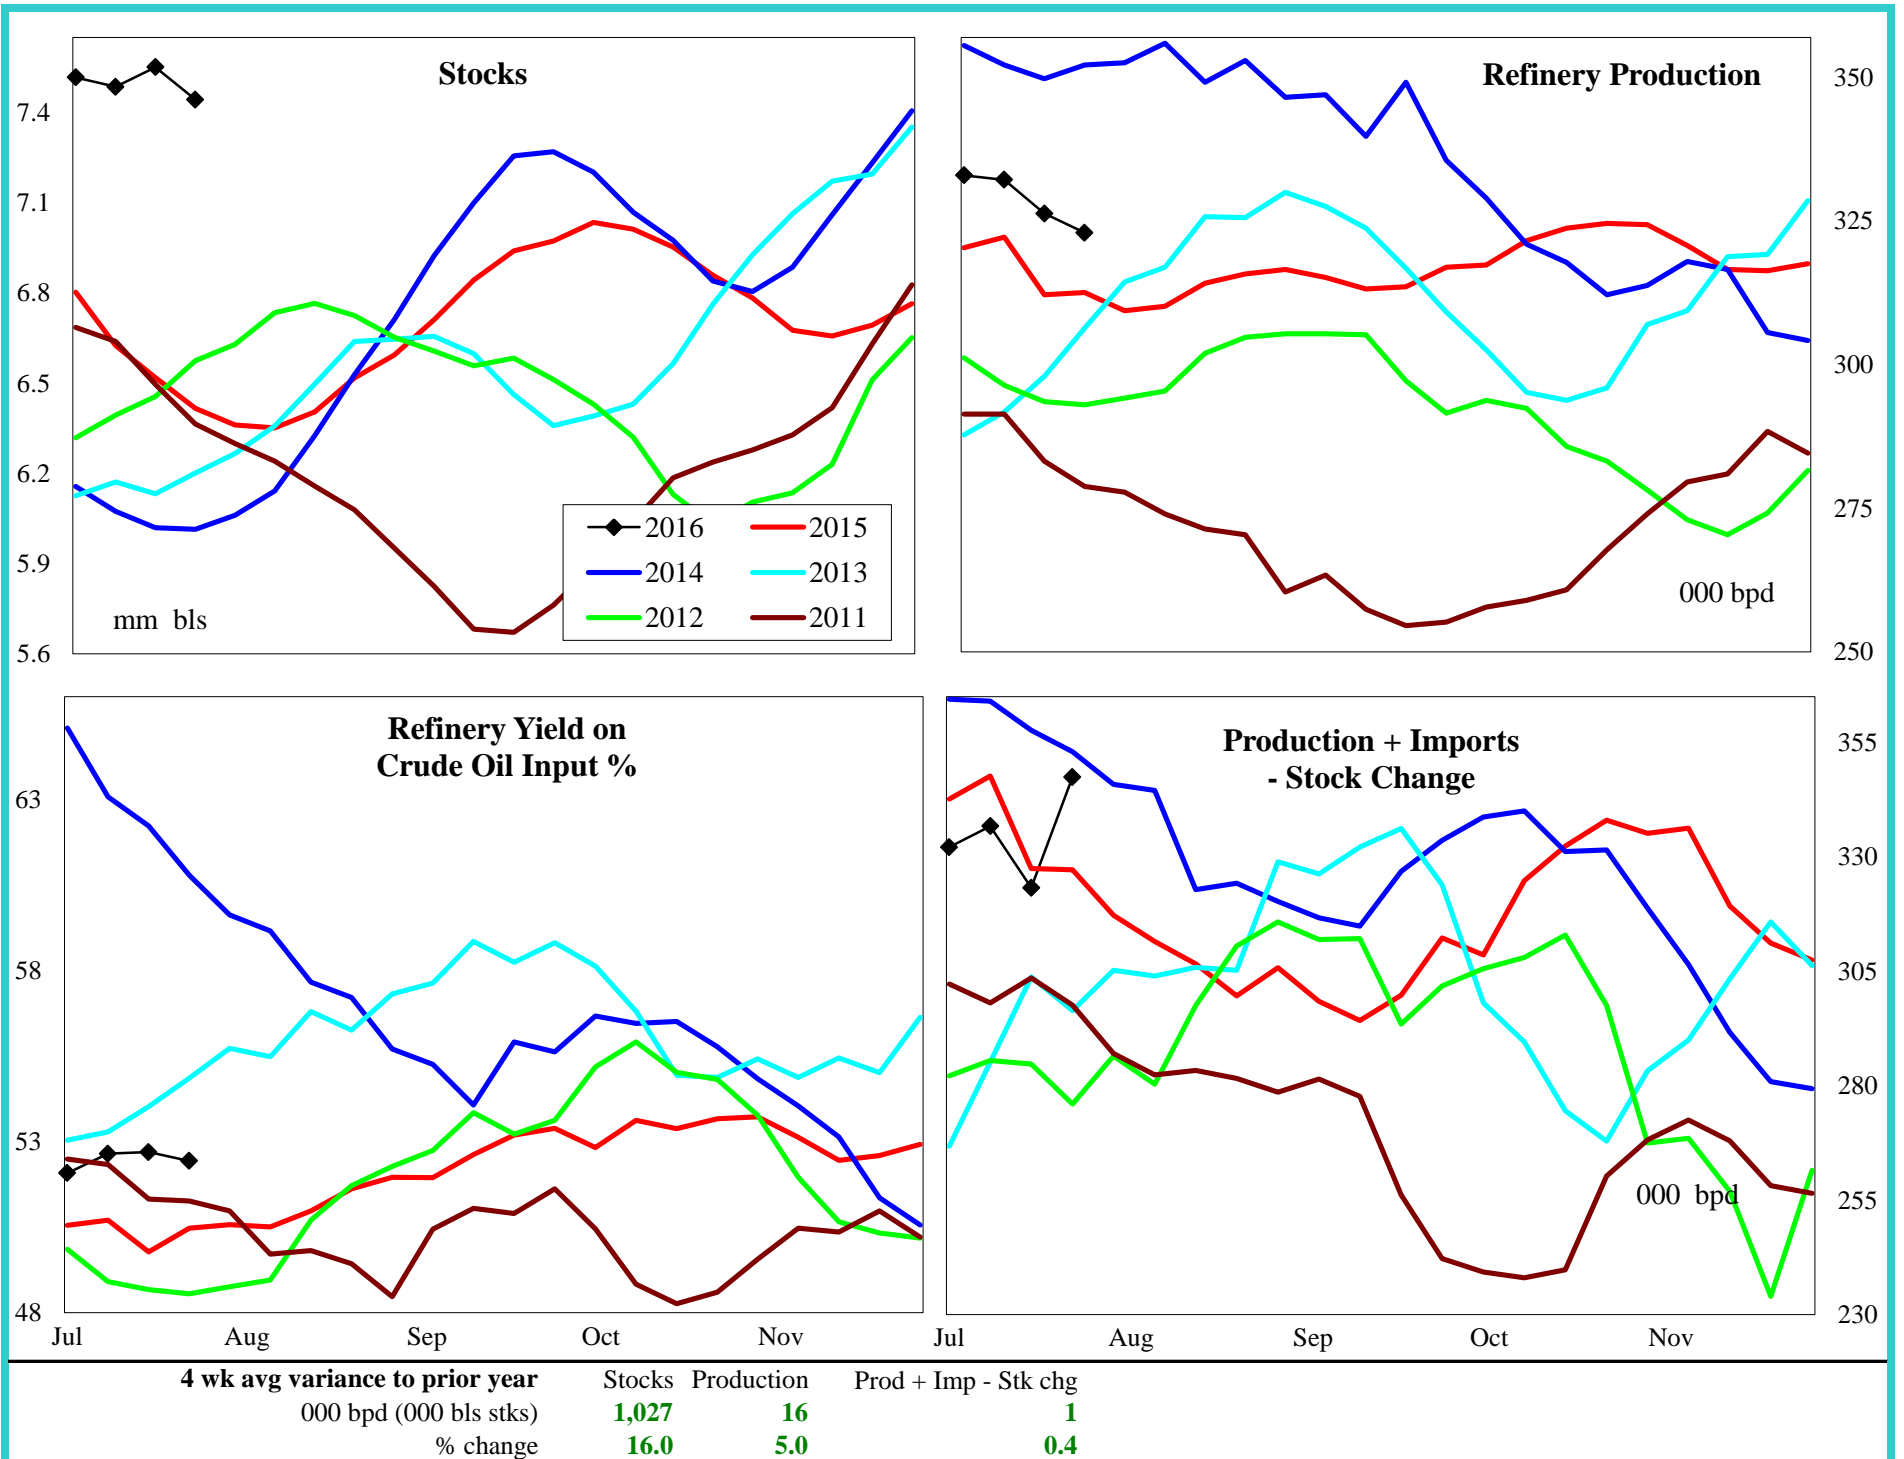 Stocks
7.4
7.1
6.8
6.5
6.2
5.9
5.6
mm bls
2016 2015
2014 2013
2012 2011
Refinery Production
350
325
300
275
250
000 bpd
Refinery Yield on
Crude Oil Input %
63
58
53
48
Jul Aug Sep Oct Nov
Production + Imports
- Stock Change
355
330
305
280
255
230
000 bpd
Jul Aug Sep Oct Nov
4 wk avg variance to prior year Stocks Production Prod + Imp - Stk chg
000 bpd (000 bls stks) 1,027 16 1
% change 16.0 5.0 0.4